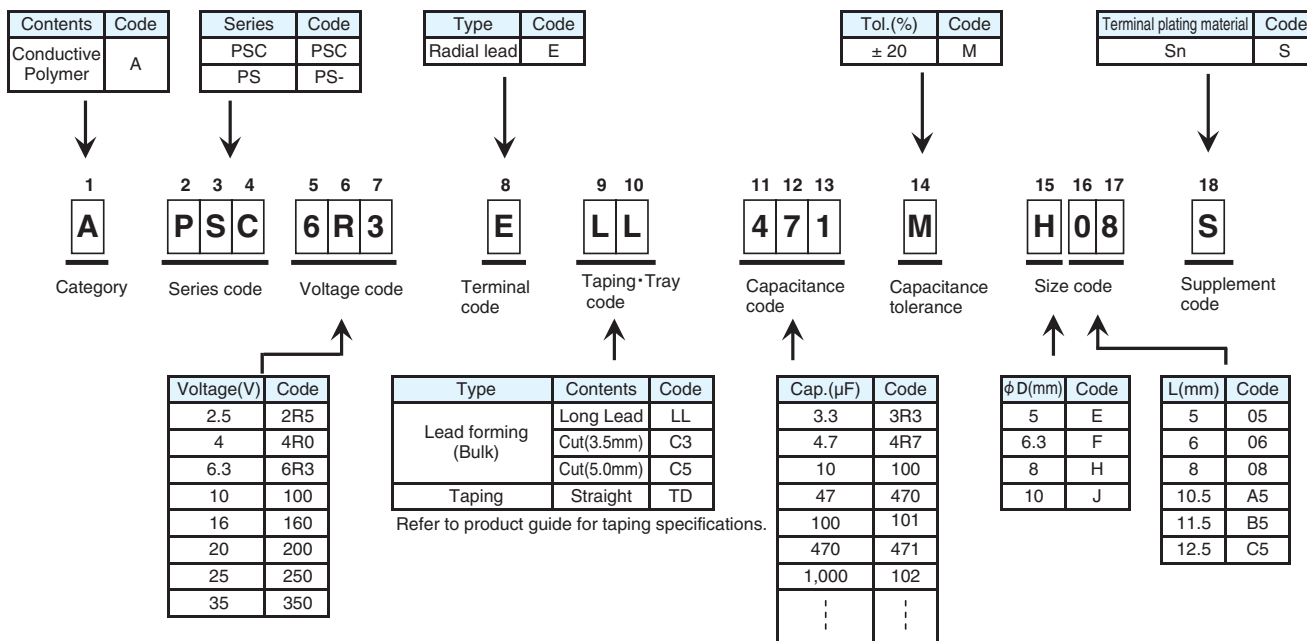 Contents Code
Conductive Polymer A
Series Code
PSC PSC
PS PS-
Type Code
Radial lead E
Tol.(%) Code
± 20 M
Terminal plating material Code
Sn S
1 2 3 4 5 6 7 8 9 10 11 12 13 14 15 16 17 18
A P S C 6 R 3 E L L 4 7 1 M H 0 8 S
Category
Series code
Voltage code
Terminal
code
Taping・Tray
code
Capacitance
code
Capacitance
tolerance
Size code
Supplement
code
Voltage(V) Code
2.5 2R5
4 4R0
6.3 6R3
10 100
16 160
20 200
25 250
35 350
Type Contents Code
Lead forming
(Bulk)
Long Lead LL
Cut(3.5mm) C3
Cut(5.0mm) C5
Taping Straight TD
Refer to product guide for taping specifications.
Cap.(µF) Code
3.3 3R3
4.7 4R7
10 100
47 470
100 101
470 471
1,000 102
ϕD(mm) Code
5 E
6.3 F
8 H
10 J
L(mm) Code
5 05
6 06
8 08
10.5 A5
11.5 B5
12.5 C5